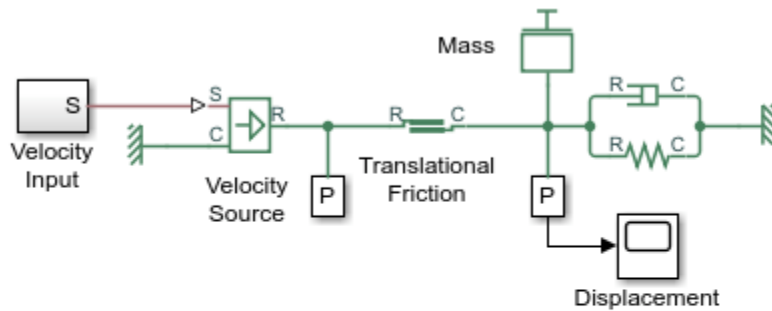 Mass
S
S
R
C
R
C
R
C
R
C
Velocity
Input
Velocity
Source
P
Translational
Friction
P
Displacement